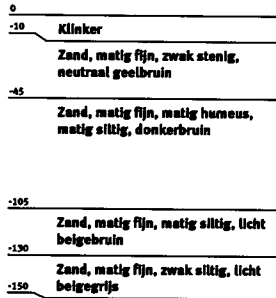 0
-10
Klinker
Zand, matig fijn, zwak stenig,
neutraal geelbruin
-45
Zand, matig fijn, matig humeus,
matig siltig, donkerbruin
-105
Zand, matig fijn, matig siltig, licht
beigebruin
-130
Zand, matig fijn, zwak siltig, licht
beigegrijs
-150